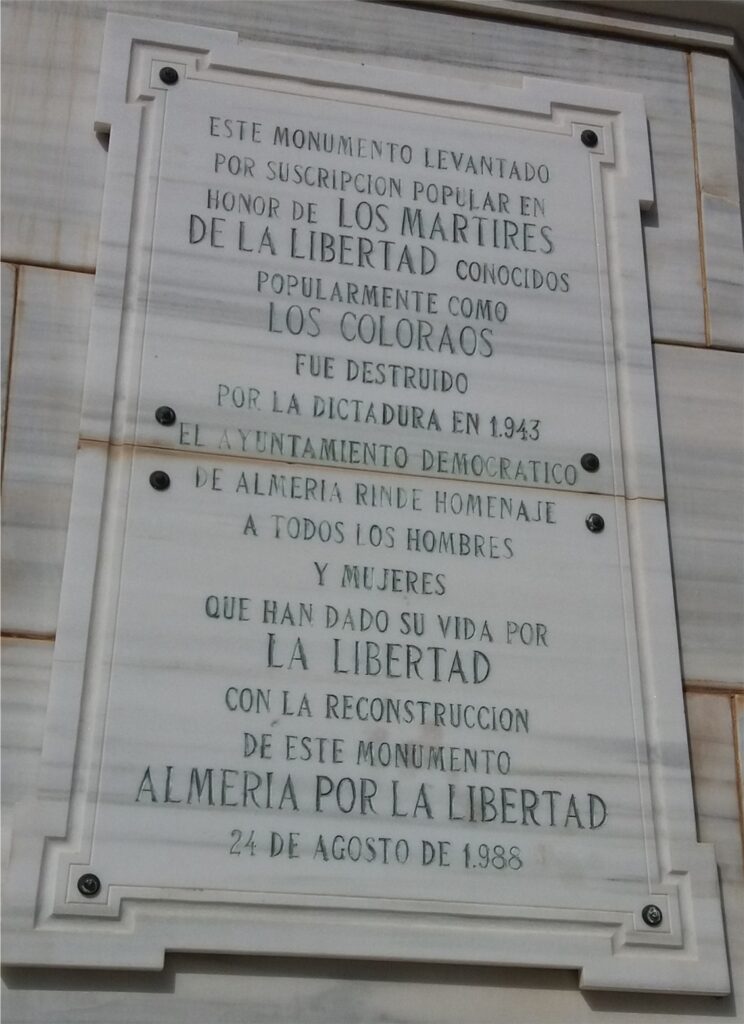 ESTE MONUMENTO LEVANTADO
POR SUSCRIPCION POPULAR EN
HONOR DE LOS MARTIRES
DE LA LIBERTAD CONOCIDOS
POPULARMENTE COMO
LOS COLORAOS
FUE DESTRUIDO
POR LA DICTADURA EN 1.943
EL AYUNTAMIENTO DEMOCRATICO
DE ALMERIA RINDE HOMENAJE
A TODOS LOS HOMBRES
Y MUJERES
QUE HAN DADO SU VIDA POR
LA LIBERTAD
CON LA RECONSTRUCCION
DE ESTE MONUMENTO
ALMERIA POR LA LIBERTAD
24 DE AGOSTO DE 1.988